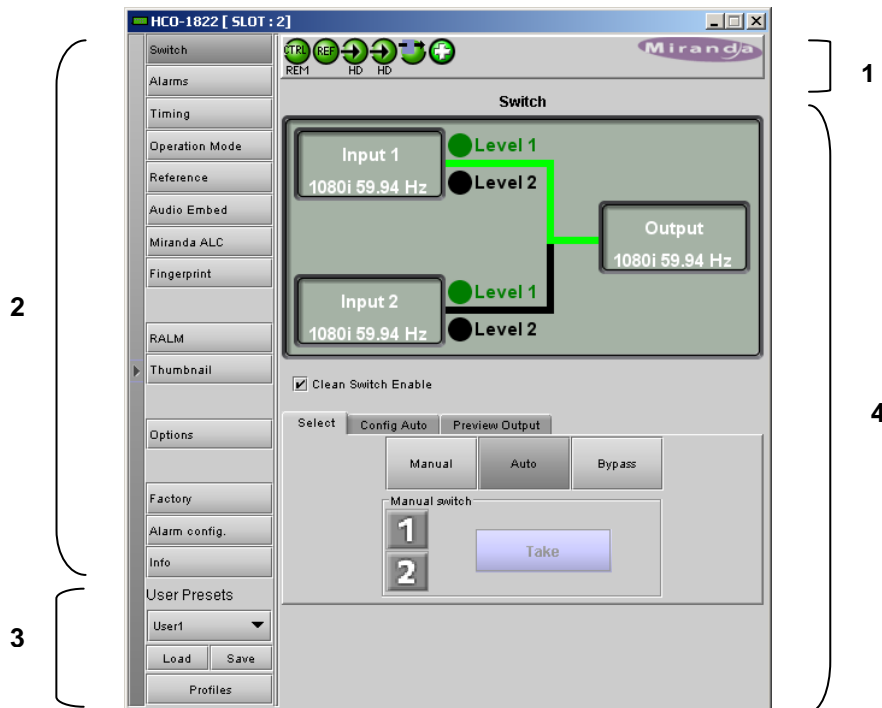 HCO-1822 [ SLOT : 2]
Switch
Alarms
Timing
Operation Mode
Reference
Audio Embed
Miranda ALC
Fingerprint
RALM
Thumbnail
Options
Factory
Alarm config.
Info
User Presets
User1
Load Save
Profiles
CTRL REF
REM HD HD
Miranda
Switch
Input 1
1080i 59.94 Hz
Level 1
Level 2
Output
1080i 59.94 Hz
Input 2
1080i 59.94 Hz
Level 1
Level 2
Clean Switch Enable
Select Config Auto Preview Output
Manual Auto Bypass
Manual switch
1
2
Take
1
2
3
4